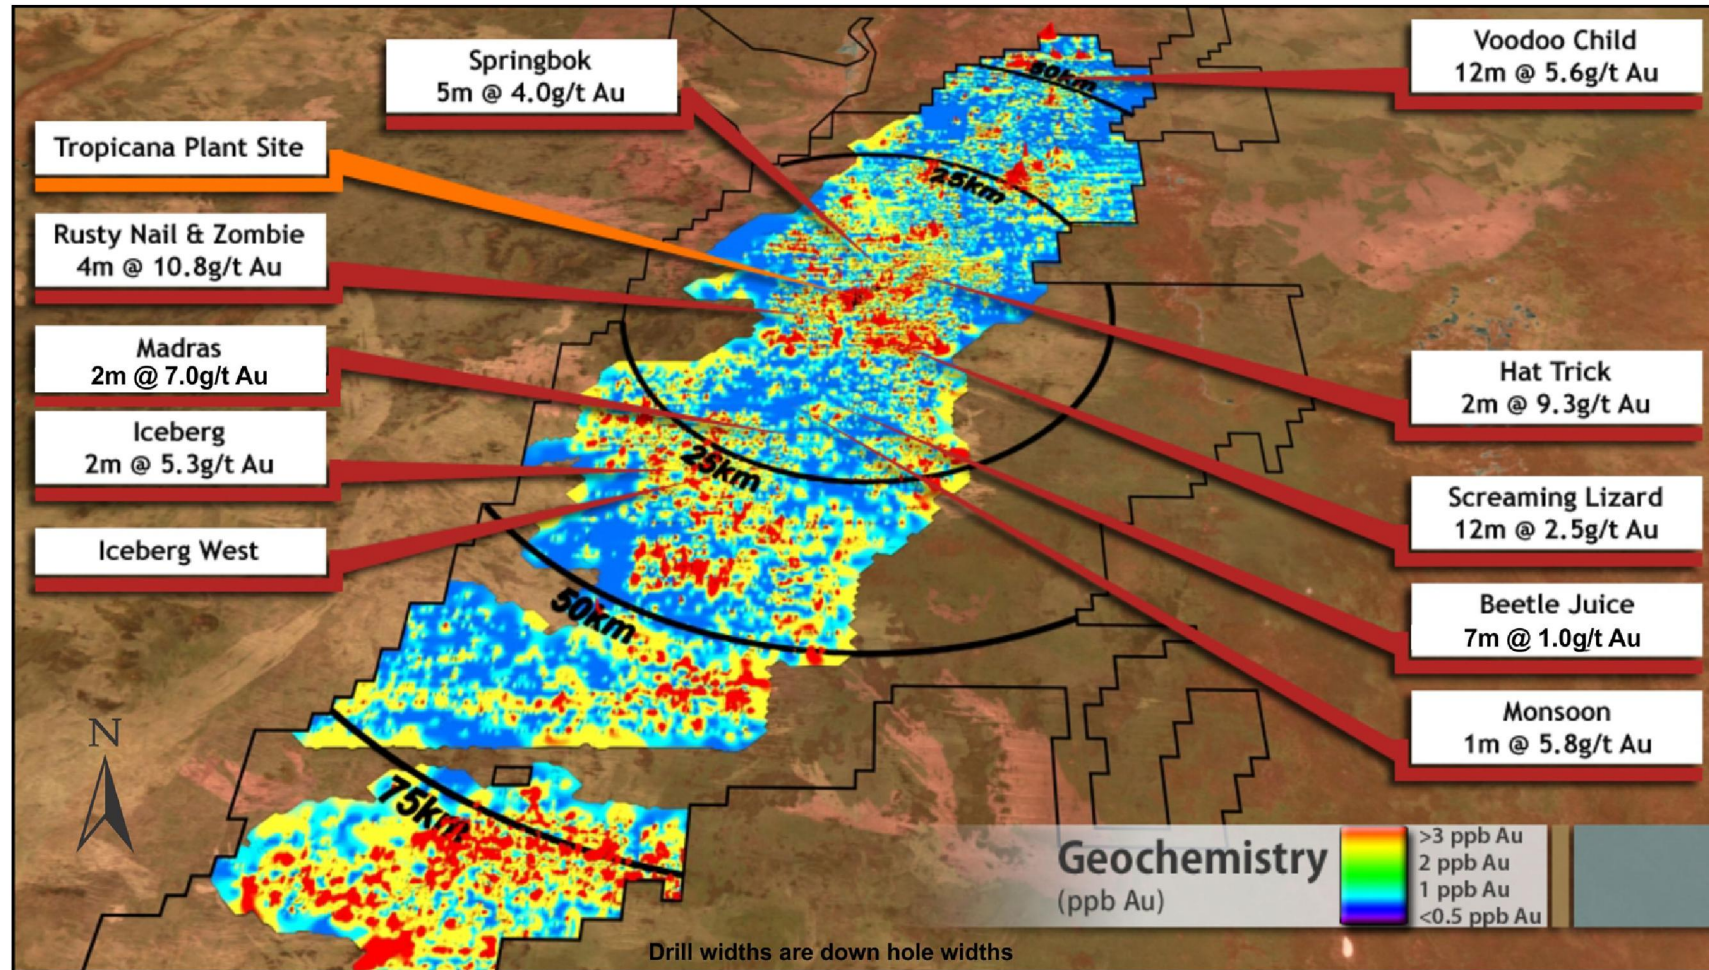 Springbok
5m @ 4.0g/t Au
Voodoo Child
12m @ 5.6g/t Au
50km
Tropicana Plant Site
25km
Rusty Nail & Zombie
4m @ 10.8g/t Au
Madras
2m @ 7.0g/t Au
Hat Trick
2m @ 9.3g/t Au
Iceberg
2m @ 5.3g/t Au
25km
Screaming Lizard
12m @ 2.5g/t Au
Iceberg West
50km
Beetle Juice
7m @ 1.0g/t Au
Monsoon
1m @ 5.8g/t Au
N
75km
Geochemistry
(ppb Au)
>3 ppb Au
2 ppb Au
1 ppb Au
<0.5 ppb Au
Drill widths are down hole widths